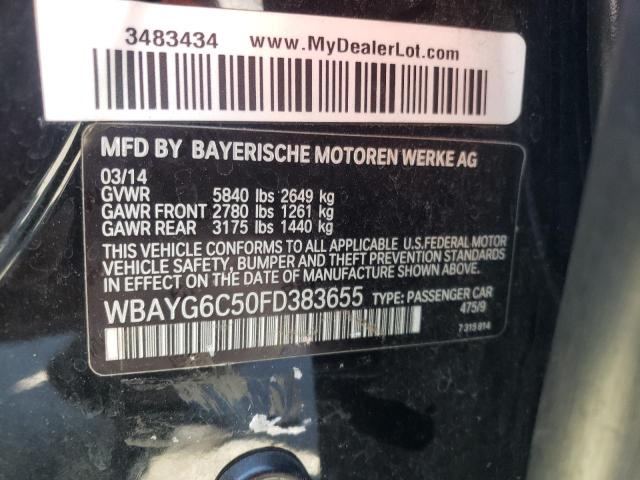 3483434 www.MyDealerLot.com
MFD BY BAYERISCHE MOTOREN WERKE AG
03/14
GVWR 5840 lbs 2649 kg
GAWR FRONT 2780 lbs 1261 kg
GAWR REAR 3175 lbs 1440 kg
THIS VEHICLE CONFORMS TO ALL APPLICABLE U.S.FEDERAL MOTOR
VEHICLE SAFETY, BUMPER AND THEFT PREVENTION STANDARDS
IN EFFECT ON THE DATE OF MANUFACTURE SHOWN ABOVE.
WBAYG6C50FD383655 TYPE: PASSENGER CAR
475/9
7 315 814